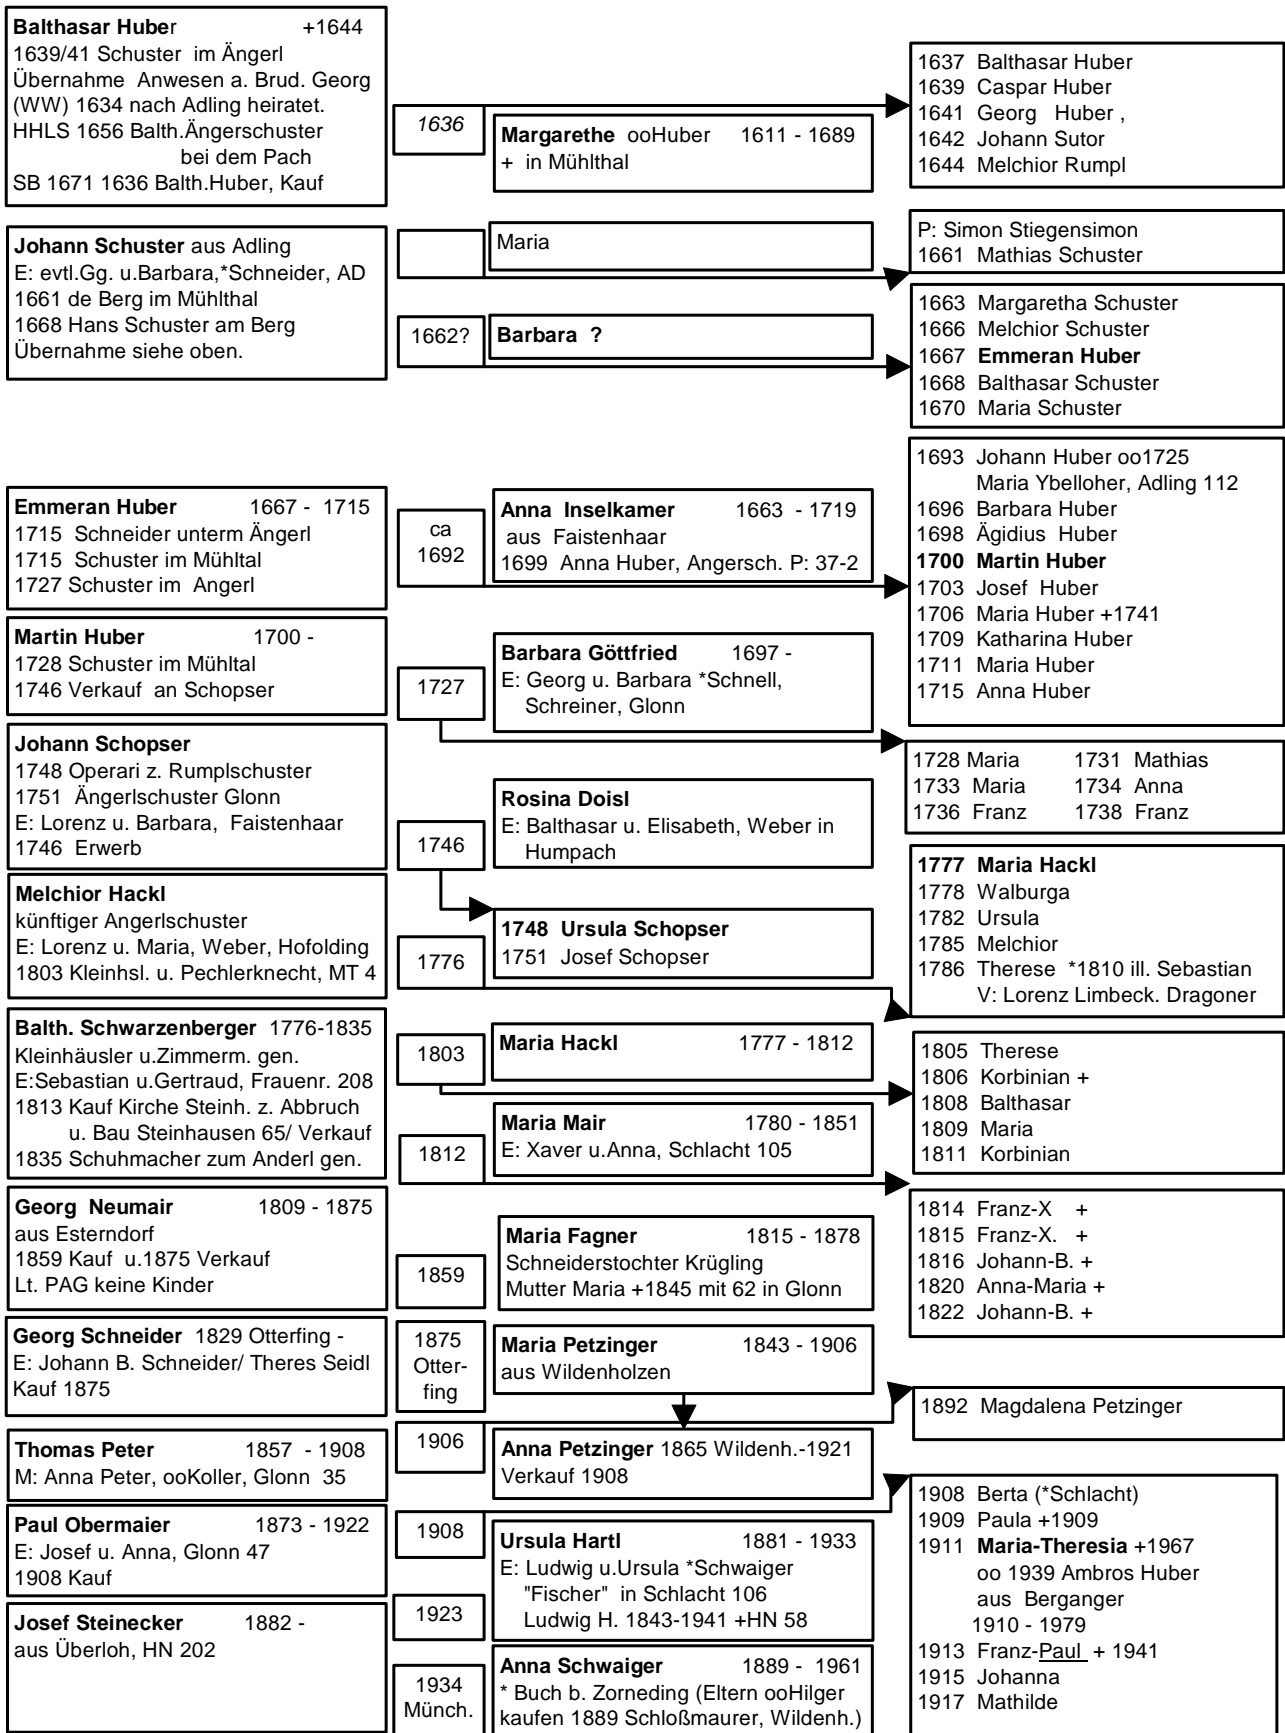 Balthasar Huber +1644
1639/41 Schuster im Ängerl
Übernahme Anwesen a. Brud. Georg
(WW) 1634 nach Adling heiratet.
HHLS 1656 Balth.Ängerschuster
bei dem Pach
SB 1671 1636 Balth.Huber, Kauf
1636
Margarethe ooHuber 1611 - 1689
+ in Mühlthal
1637 Balthasar Huber
1639 Caspar Huber
1641 Georg Huber ,
1642 Johann Sutor
1644 Melchior Rumpl
Johann Schuster aus Adling
E: evtl.Gg. u.Barbara,*Schneider, AD
1661 de Berg im Mühlthal
1668 Hans Schuster am Berg
Übernahme siehe oben.
Maria
P: Simon Stiegensimon
1661 Mathias Schuster
1662?
Barbara ?
1663 Margaretha Schuster
1666 Melchior Schuster
1667 Emmeran Huber
1668 Balthasar Schuster
1670 Maria Schuster
Emmeran Huber 1667 - 1715
1715 Schneider unterm Ängerl
1715 Schuster im Mühltal
1727 Schuster im Angerl
ca
1692
Anna Inselkamer 1663 - 1719
aus Faistenhaar
1699 Anna Huber, Angersch. P: 37-2
1693 Johann Huber oo1725
Maria Ybelloher, Adling 112
1696 Barbara Huber
1698 Ägidius Huber
1700 Martin Huber
1703 Josef Huber
1706 Maria Huber +1741
1709 Katharina Huber
1711 Maria Huber
1715 Anna Huber
Martin Huber 1700 -
1728 Schuster im Mühltal
1746 Verkauf an Schopser
1727
Barbara Göttfried 1697 -
E: Georg u. Barbara *Schnell,
Schreiner, Glonn
1728 Maria 1731 Mathias
1733 Maria 1734 Anna
1736 Franz 1738 Franz
Johann Schopser
1748 Operari z. Rumplschuster
1751 Ängerlschuster Glonn
E: Lorenz u. Barbara, Faistenhaar
1746 Erwerb
1746
Rosina Doisl
E: Balthasar u. Elisabeth, Weber in
Humpach
1748 Ursula Schopser
1751 Josef Schopser
Melchior Hackl
künftiger Angerlschuster
E: Lorenz u. Maria, Weber, Hofolding
1803 Kleinhsl. u. Pechlerknecht, MT 4
1776
1777 Maria Hackl
1778 Walburga
1782 Ursula
1785 Melchior
1786 Therese *1810 ill. Sebastian
V: Lorenz Limbeck. Dragoner
Balth. Schwarzenberger 1776-1835
Kleinhäusler u.Zimmerm. gen.
E:Sebastian u.Gertraud, Frauenr. 208
1813 Kauf Kirche Steinh. z. Abbruch
u. Bau Steinhausen 65/ Verkauf
1835 Schuhmacher zum Anderl gen.
1803
Maria Hackl 1777 - 1812
1805 Therese
1806 Korbinian +
1808 Balthasar
1809 Maria
1811 Korbinian
1812
Maria Mair 1780 - 1851
E: Xaver u.Anna, Schlacht 105
1814 Franz-X +
1815 Franz-X. +
1816 Johann-B. +
1820 Anna-Maria +
1822 Johann-B. +
Georg Neumair 1809 - 1875
aus Esterndorf
1859 Kauf u.1875 Verkauf
Lt. PAG keine Kinder
1859
Maria Fagner 1815 - 1878
Schneiderstochter Krügling
Mutter Maria +1845 mit 62 in Glonn
Georg Schneider 1829 Otterfing -
E: Johann B. Schneider/ Theres Seidl
Kauf 1875
1875
Otter-
fing
Maria Petzinger 1843 - 1906
aus Wildenholzen
1892 Magdalena Petzinger
Thomas Peter 1857 - 1908
M: Anna Peter, ooKoller, Glonn 35
1906
Anna Petzinger 1865 Wildenh.-1921
Verkauf 1908
Paul Obermaier 1873 - 1922
E: Josef u. Anna, Glonn 47
1908 Kauf
1908
Ursula Hartl 1881 - 1933
E: Ludwig u.Ursula *Schwaiger
"Fischer" in Schlacht 106
Ludwig H. 1843-1941 +HN 58
1908 Berta (*Schlacht)
1909 Paula +1909
1911 Maria-Theresia +1967
oo 1939 Ambros Huber
aus Berganger
1910 - 1979
1913 Franz-Paul + 1941
1915 Johanna
1917 Mathilde
Josef Steinecker 1882 -
aus Überloh, HN 202
1923
1934
Münch.
Anna Schwaiger 1889 - 1961
* Buch b. Zorneding (Eltern ooHilger
kaufen 1889 Schloßmaurer, Wildenh.)